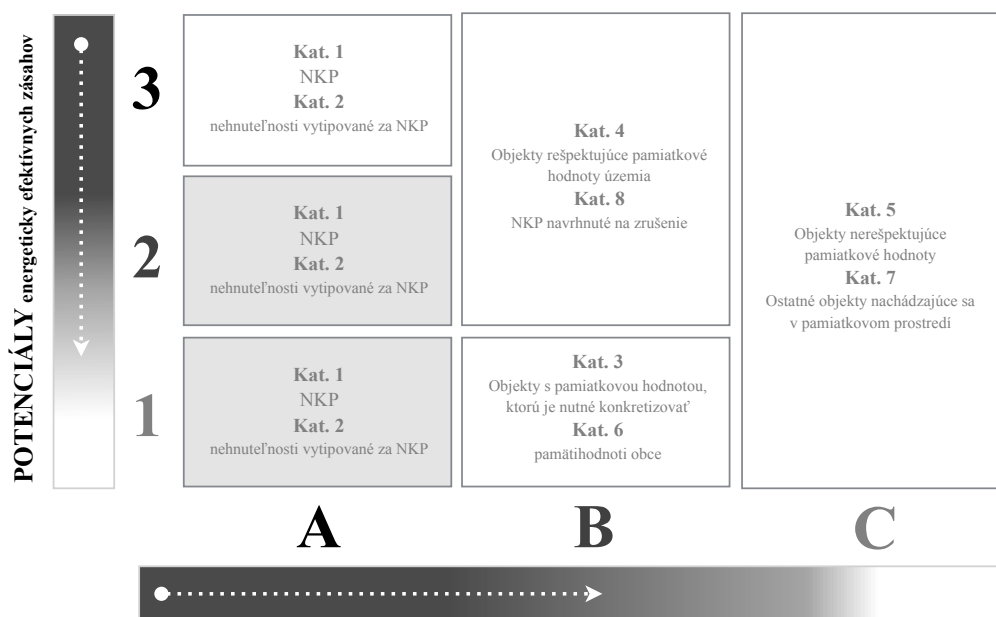 POTENCIÁLY energeticky efektívnych zásahov
3
Kat. 1
NKP
Kat. 2
nehnuteľnosti vytipované za NKP
2
Kat. 1
NKP
Kat. 2
nehnuteľnosti vytipované za NKP
1
Kat. 1
NKP
Kat. 2
nehnuteľnosti vytipované za NKP
Kat. 4
Objekty rešpektujúce pamiatkové
hodnoty územia
Kat. 8
NKP navrhnuté na zrušenie
Kat. 3
Objekty s pamiatkovou hodnotou,
ktorú je nutné konkretizovať
Kat. 6
pamätihodnoti obce
Kat. 5
Objekty nerešpektujúce
pamiatkové hodnoty
Kat. 7
Ostatné objekty nachádzajúce sa
v pamiatkovom prostredí
A
B
C